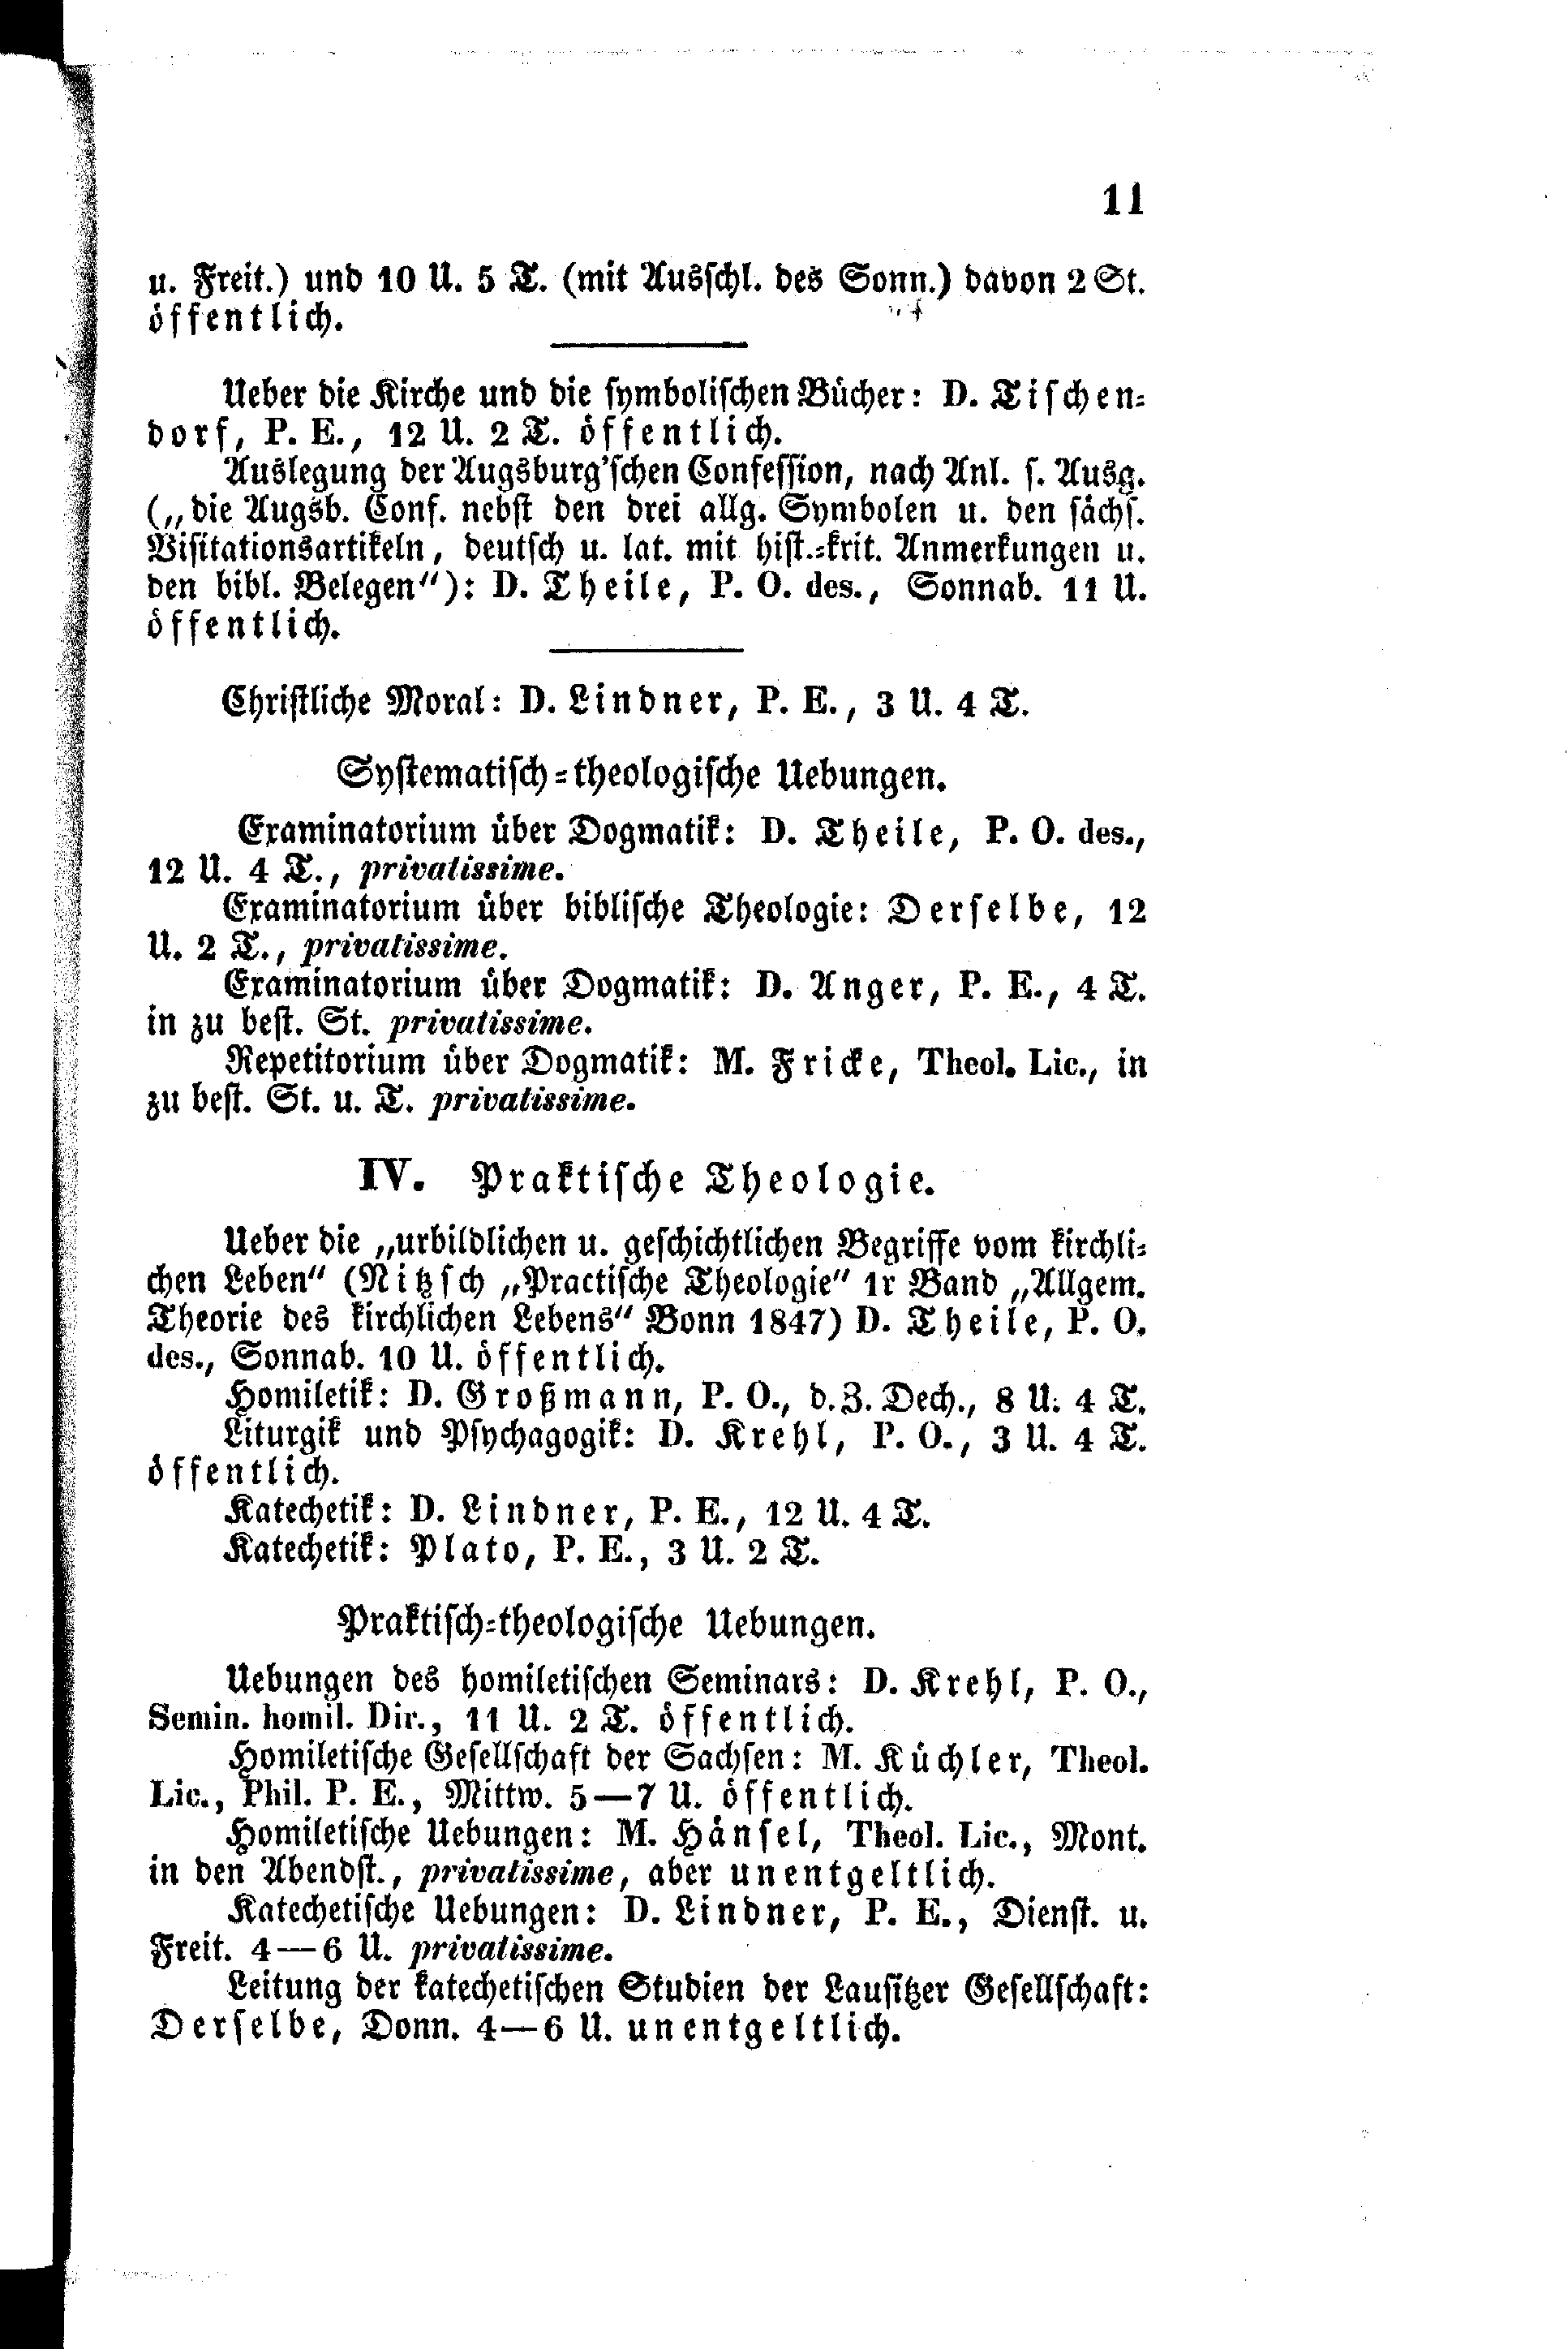 11
u. Freit.) und 10 U. 5 T. (mit Ausschl. des Sonn.) davon 2 St.
öffentlich.
Ueber die Kirche und die symbolischen Bücher: D. Tischen-
dorf, P. E., 12 U. 2 T. öffentlich.
Auslegung der Augsburg'schen Confession, nach Anl. s. Ausg.
(„die Augsb. Conf. nebst den drei allg. Symbolen u. den sächs.
Visitationsartikeln, deutsch u. lat. mit hist.-krit. Anmerkungen u.
den bibl. Belegen“): D. Theile, P. O. des., Sonnab. 11 U.
öffentlich.
Christliche Moral: D. Lindner, P. E., 3 U. 4 T.
Systematisch-theologische Uebungen.
Examinatorium über Dogmatik: D. Theile, P. O. des.,
12 U. 4 T., privatissime.
Examinatorium über biblische Theologie: Derselbe, 12
U. 2 T., privatissime.
Examinatorium über Dogmatik: D. Anger, P. E., 4 T.
in zu best. St. privatissime.
Repetitorium über Dogmatik: M. Fricke, Theol. Lic., in
zu best. St. u. T. privatissime.
IV. Praktische Theologie.
Ueber die „urbildlichen u. geschichtlichen Begriffe vom kirchli-
chen Leben“ (Nitzsch „Practische Theologie“ 1r Band „Allgem.
Theorie des kirchlichen Lebens“ Bonn 1847) D. Theile, P. O.
des., Sonnab. 10 U. öffentlich.
Homiletik: D. Großmann, P. O., d. Z. Dech., 8 U. 4 T.
Liturgik und Psychagogik: D. Krehl, P. O., 3 U. 4 T.
öffentlich.
Katechetik: D. Lindner, P. E., 12 U. 4 T.
Katechetik: Plato, P. E., 3 U. 2 T.
Praktisch-theologische Uebungen.
Uebungen des homiletischen Seminars: D. Krehl, P. O.,
Semin. homil. Dir., 11 U. 2 T. öffentlich.
Homiletische Gesellschaft der Sachsen: M. Küchler, Theol.
Lic., Phil. P. E., Mittw. 5—7 U. öffentlich.
Homiletische Uebungen: M. Hänsel, Theol. Lic., Mont.
in den Abendst., privatissime, aber unentgeltlich.
Katechetische Uebungen: D. Lindner, P. E., Dienst. u.
Freit. 4—6 U. privatissime.
Leitung der katechetischen Studien der Lausitzer Gesellschaft:
Derselbe, Donn. 4—6 U. unentgeltlich.